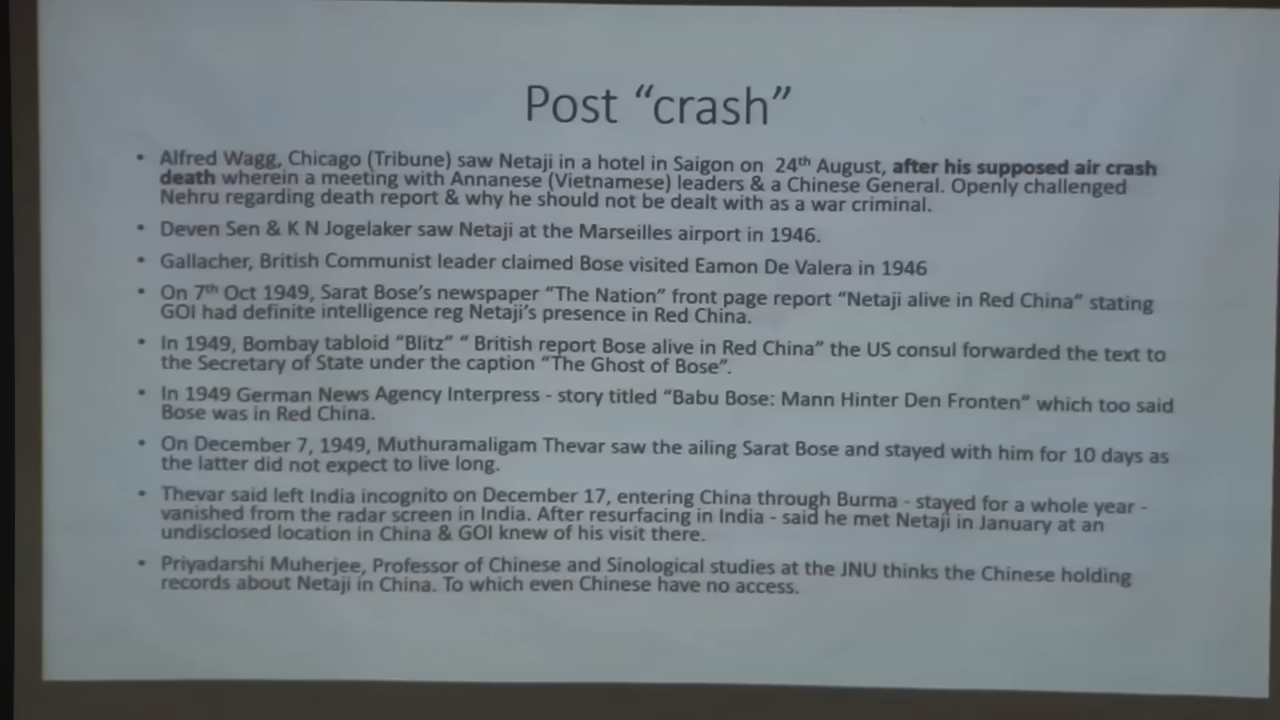 Post “crash”
• Alfred Wagg, Chicago (Tribune) saw Netaji in a hotel in Saigon on 24th August, after his supposed air crash
death wherein a meeting with Annanese (Vietnamese) leaders & a Chinese General. Openly challenged
Nehru regarding death report & why he should not be dealt with as a war criminal.
• Deven Sen & K N Jogelaker saw Netaji at the Marseilles airport in 1946.
• Gallacher, British Communist leader claimed Bose visited Eamon De Valera in 1946
• On 7th Oct 1949, Sarat Bose’s newspaper “The Nation” front page report “Netaji alive in Red China” stating
GOI had definite intelligence reg Netaji’s presence in Red China.
• In 1949, Bombay tabloid “Blitz” “ British report Bose alive in Red China” the US consul forwarded the text to
the Secretary of State under the caption “The Ghost of Bose”.
• In 1949 German News Agency Interpress - story titled “Babu Bose: Mann Hinter Den Fronten” which too said
Bose was in Red China.
• On December 7, 1949, Muthuramaligam Thevar saw the ailing Sarat Bose and stayed with him for 10 days as
the latter did not expect to live long.
• Thevar said left India incognito on December 17, entering China through Burma - stayed for a whole year -
vanished from the radar screen in India. After resurfacing in India - said he met Netaji in January at an
undisclosed location in China & GOI knew of his visit there.
• Priyadarshi Muherjee, Professor of Chinese and Sinological studies at the JNU thinks the Chinese holding
records about Netaji in China. To which even Chinese have no access.